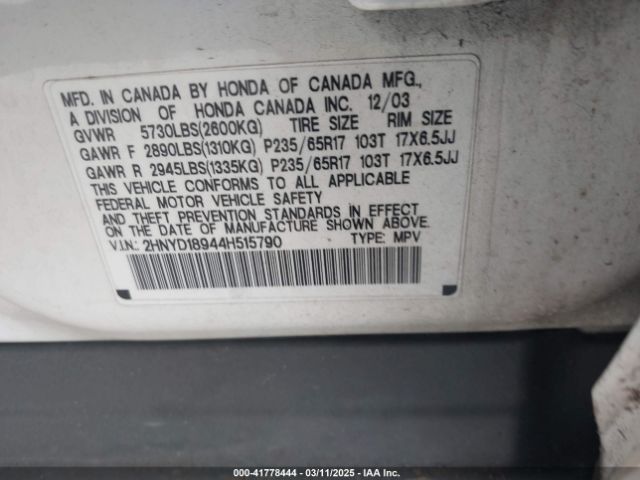 MFD. IN CANADA BY HONDA OF CANADA MFG.,
A DIVISION OF HONDA CANADA INC. 12/03
GVWR 5730LBS(2600KG) TIRE SIZE RIM SIZE
GAWR F 2890LBS(1310KG) P235/65R17 103T 17X6.5JJ
GAWR R 2945LBS(1335KG) P235/65R17 103T 17X6.5JJ
THIS VEHICLE CONFORMS TO ALL APPLICABLE
FEDERAL MOTOR VEHICLE SAFETY
AND THEFT PREVENTION STANDARDS IN EFFECT
ON THE DATE OF MANUFACTURE SHOWN ABOVE.
V.I.N.: 2HNYD18944H515790 TYPE: MPV
000-41778444 - 03/11/2025 - IAA Inc.